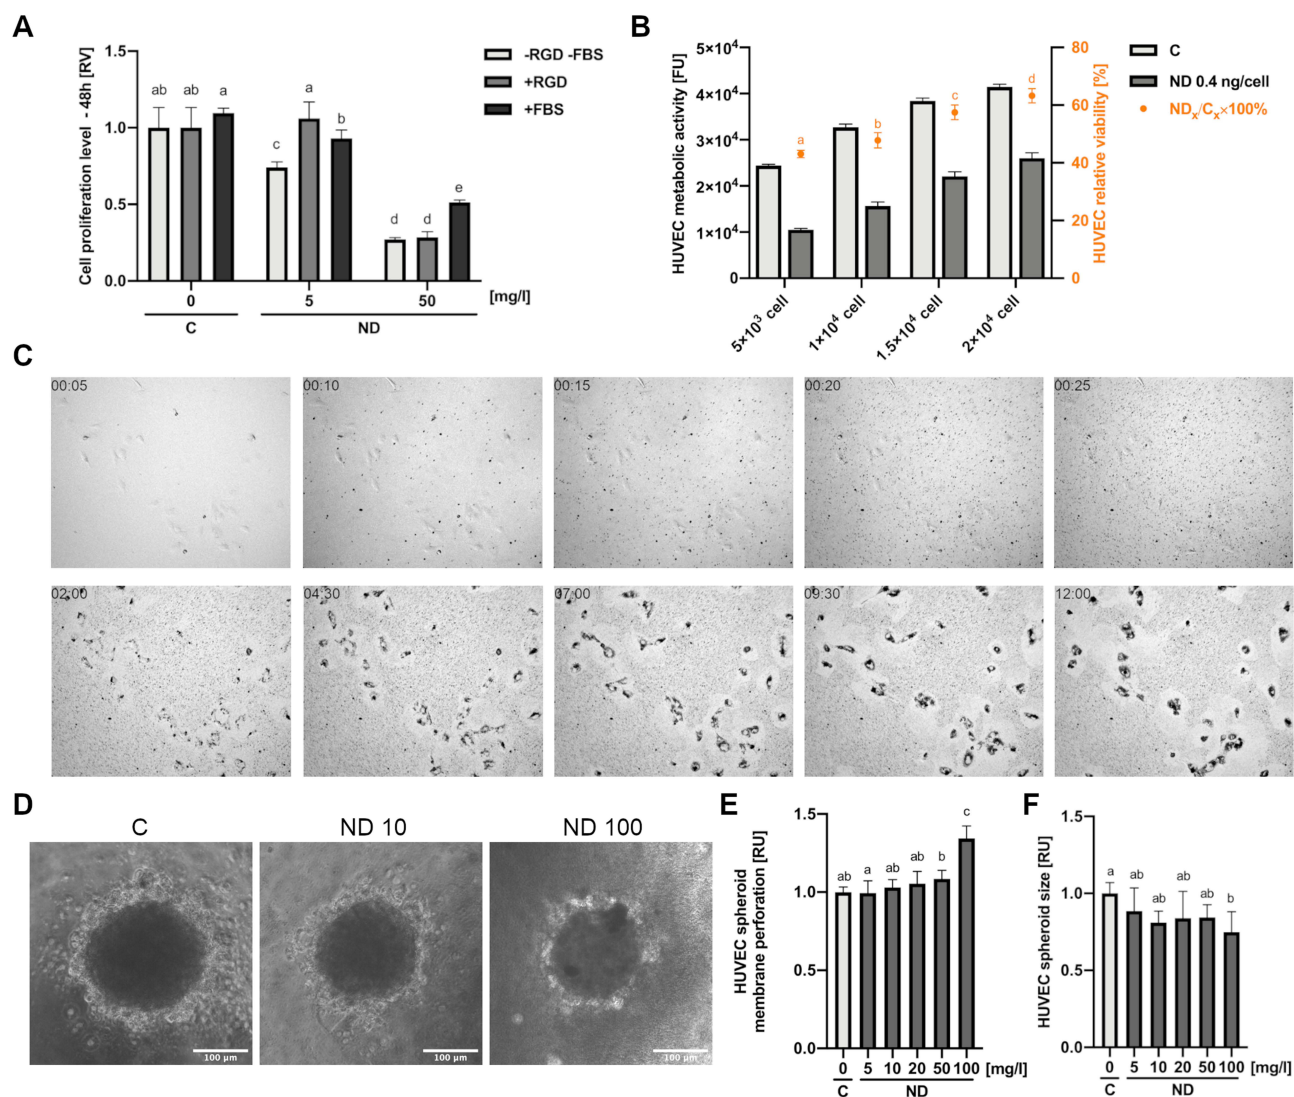 A
Cell proliferation level - 48h [RV]
1.5
1.0
0.5
0.0
ab
ab
a
c
a
b
d
d
e
0
5
50
[mg/l]
C
ND
-RGD -FBS
+RGD
+FBS
B
HUVEC metabolic activity [FU]
5×10⁴
4×10⁴
3×10⁴
2×10⁴
1×10⁴
0
a
b
c
d
80
60
40
20
0
HUVEC relative viability [%]
5×10³ cell
1×10⁴ cell
1.5×10⁴ cell
2×10⁴ cell
C
ND 0.4 ng/cell
NDₓ/Cₓ×100%
C
00:05
00:10
00:15
00:20
00:25
02:00
04:30
07:00
09:30
12:00
D
C
ND 10
ND 100
100 µm
100 µm
100 µm
E
HUVEC spheroid
membrane perforation [RU]
1.5
1.0
0.5
0.0
ab
a
ab
ab
b
c
0
5
10
20
50
100
[mg/l]
C
ND
F
HUVEC spheroid size [RU]
1.5
1.0
0.5
0.0
a
ab
ab
ab
ab
b
0
5
10
20
50
100
[mg/l]
C
ND